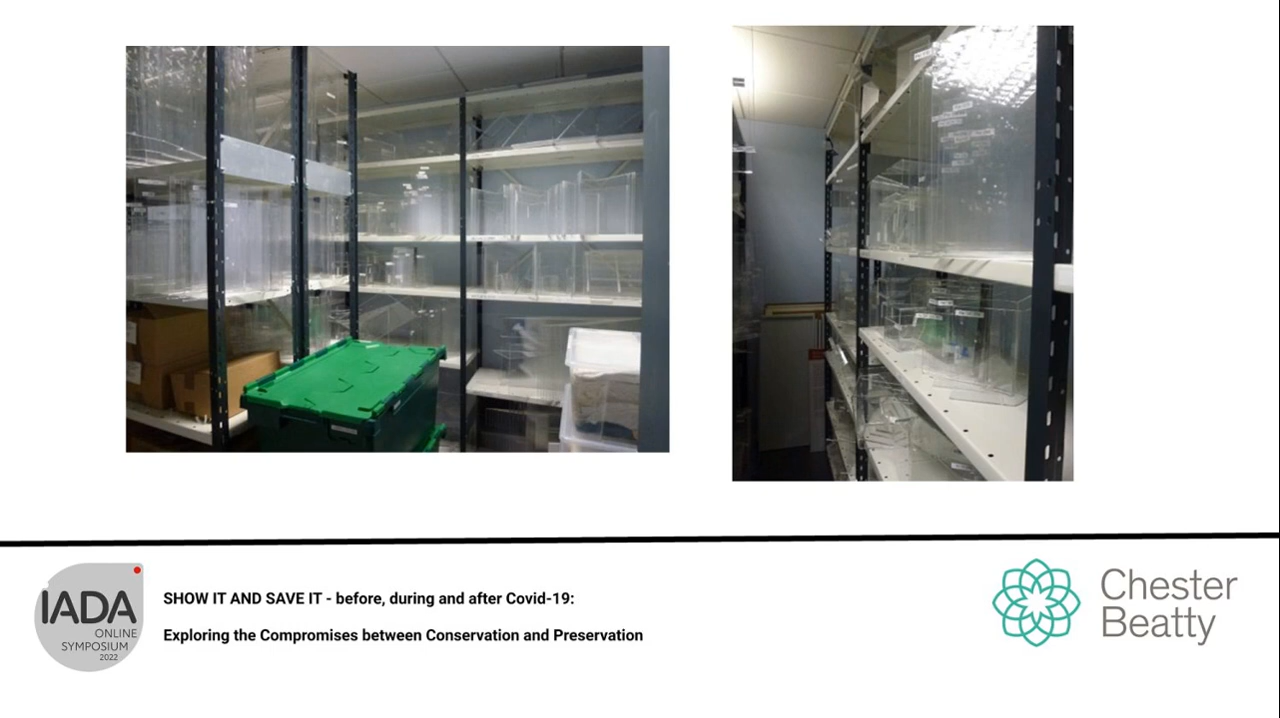 IADA
ONLINE
SYMPOSIUM
2022
SHOW IT AND SAVE IT - before, during and after Covid-19:
Exploring the Compromises between Conservation and Preservation
Chester
Beatty